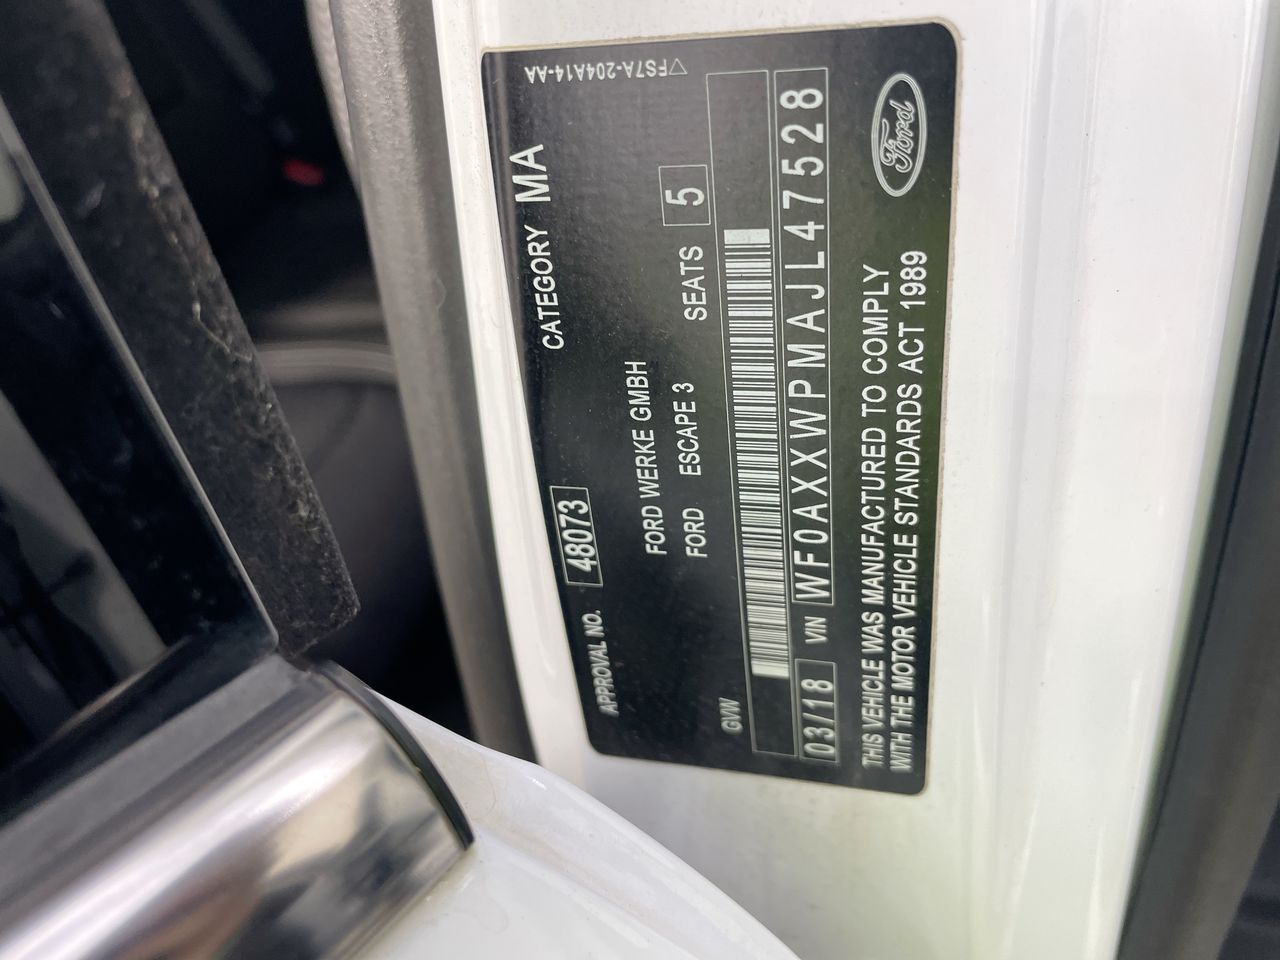 ▽FS7A-204A14-AA
APPROVAL NO. 48073 CATEGORY MA
FORD WERKE GMBH
FORD ESCAPE 3 SEATS 5
GVW
03/18 VIN WF0AXXWPMAJL47528
THIS VEHICLE WAS MANUFACTURED TO COMPLY
WITH THE MOTOR VEHICLE STANDARDS ACT 1989
Ford